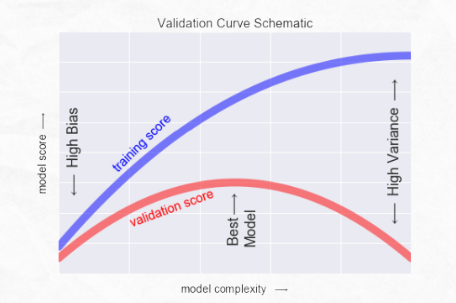 Validation Curve Schematic
model score →
← High Bias
training score
validation score
Best →
Model
← High Variance →
model complexity →